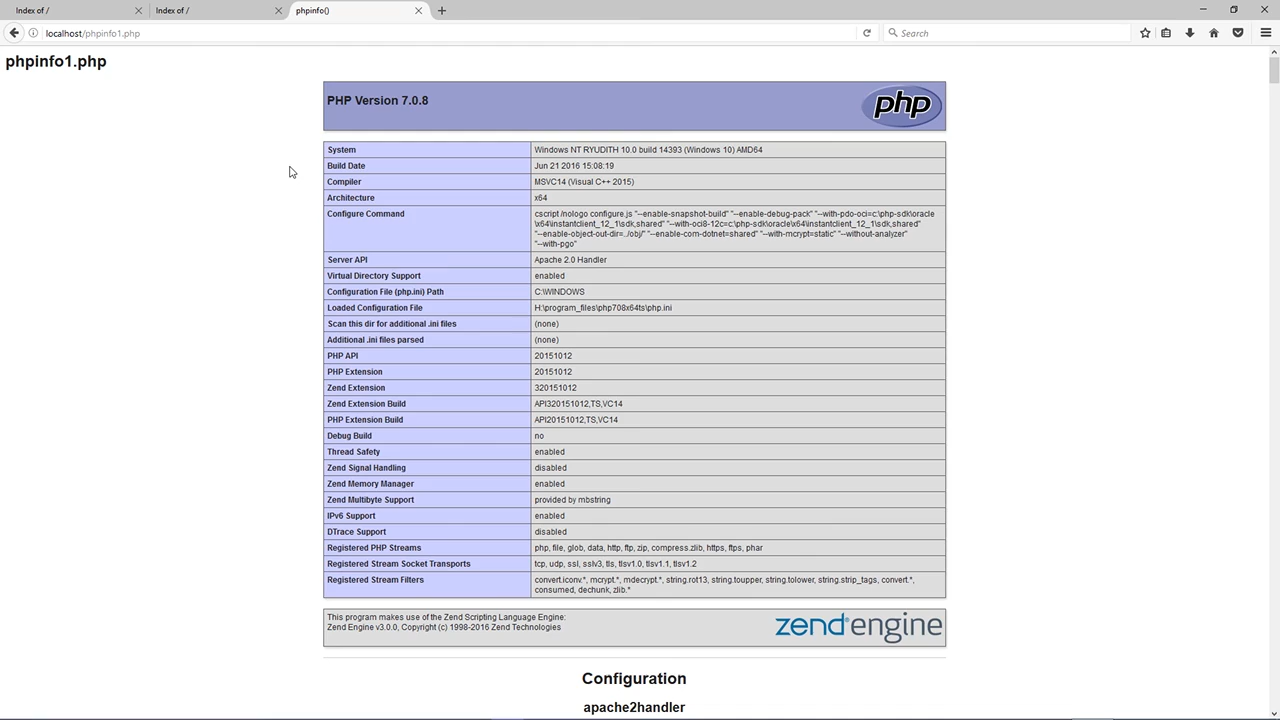 Index of /
Index of /
phpinfo()
localhost/phpinfo1.php
Search
phpinfo1.php
PHP Version 7.0.8
php
System Windows NT RYUDITH 10.0 build 14393 (Windows 10) AMD64
Build Date Jun 21 2016 15:08:19
Compiler MSVC14 (Visual C++ 2015)
Architecture x64
Configure Command cscript /nologo configure.js "--enable-snapshot-build" "--enable-debug-pack" "--with-pdo-oci=c:\php-sdk\oracle
\x64\instantclient_12_1\sdk,shared" "--with-oci8-12c=c:\php-sdk\oracle\x64\instantclient_12_1\sdk,shared"
"--enable-object-out-dir=../obj/" "--enable-com-dotnet=shared" "--with-mcrypt=static" "--without-analyzer"
"--with-pgo"
Server API Apache 2.0 Handler
Virtual Directory Support enabled
Configuration File (php.ini) Path C:\WINDOWS
Loaded Configuration File H:\program_files\php708x64ts\php.ini
Scan this dir for additional .ini files (none)
Additional .ini files parsed (none)
PHP API 20151012
PHP Extension 20151012
Zend Extension 320151012
Zend Extension Build API320151012,TS,VC14
PHP Extension Build API20151012,TS,VC14
Debug Build no
Thread Safety enabled
Zend Signal Handling disabled
Zend Memory Manager enabled
Zend Multibyte Support provided by mbstring
IPv6 Support enabled
DTrace Support disabled
Registered PHP Streams php, file, glob, data, http, ftp, zip, compress.zlib, https, ftps, phar
Registered Stream Socket Transports tcp, udp, ssl, sslv3, tls, tlsv1.0, tlsv1.1, tlsv1.2
Registered Stream Filters convert.iconv.*, mcrypt.*, mdecrypt.*, string.rot13, string.toupper, string.tolower, string.strip_tags, convert.*,
consumed, dechunk, zlib.*
This program makes use of the Zend Scripting Language Engine:
Zend Engine v3.0.0, Copyright (c) 1998-2016 Zend Technologies
zend engine
Configuration
apache2handler